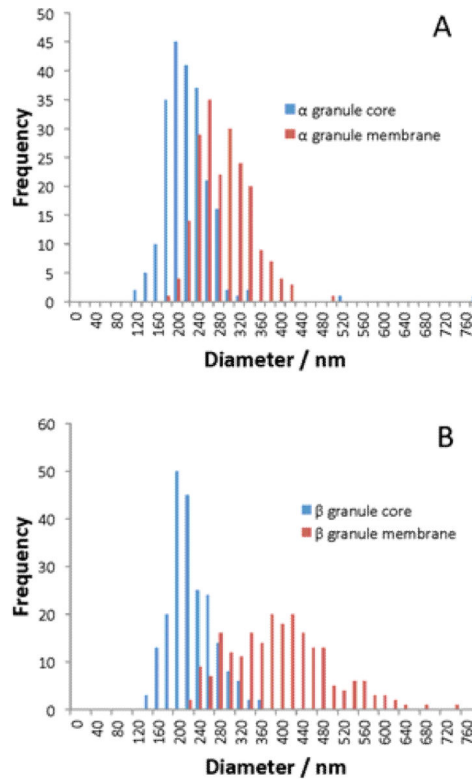 A
50
45
40
35
30
25
20
15
10
5
0
Frequency
α granule core
α granule membrane
0 40 80 120 140 160 200 240 280 320 360 400 440 480 520 560 600 640 680 720 760
Diameter / nm
B
60
50
40
30
20
10
0
Frequency
β granule core
β granule membrane
0 40 80 120 160 200 240 280 320 360 400 440 480 520 560 600 640 680 720 760
Diameter / nm